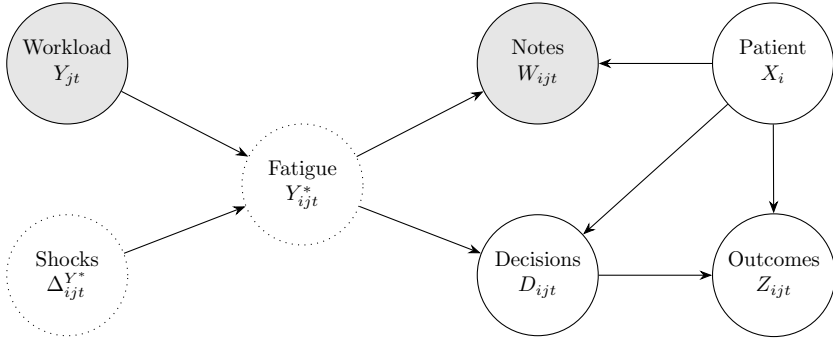 Workload
Y_{jt}
Notes
W_{ijt}
Patient
X_i
Fatigue
Y^*_{ijt}
Shocks
Δ^{Y^*}_{ijt}
Decisions
D_{ijt}
Outcomes
Z_{ijt}